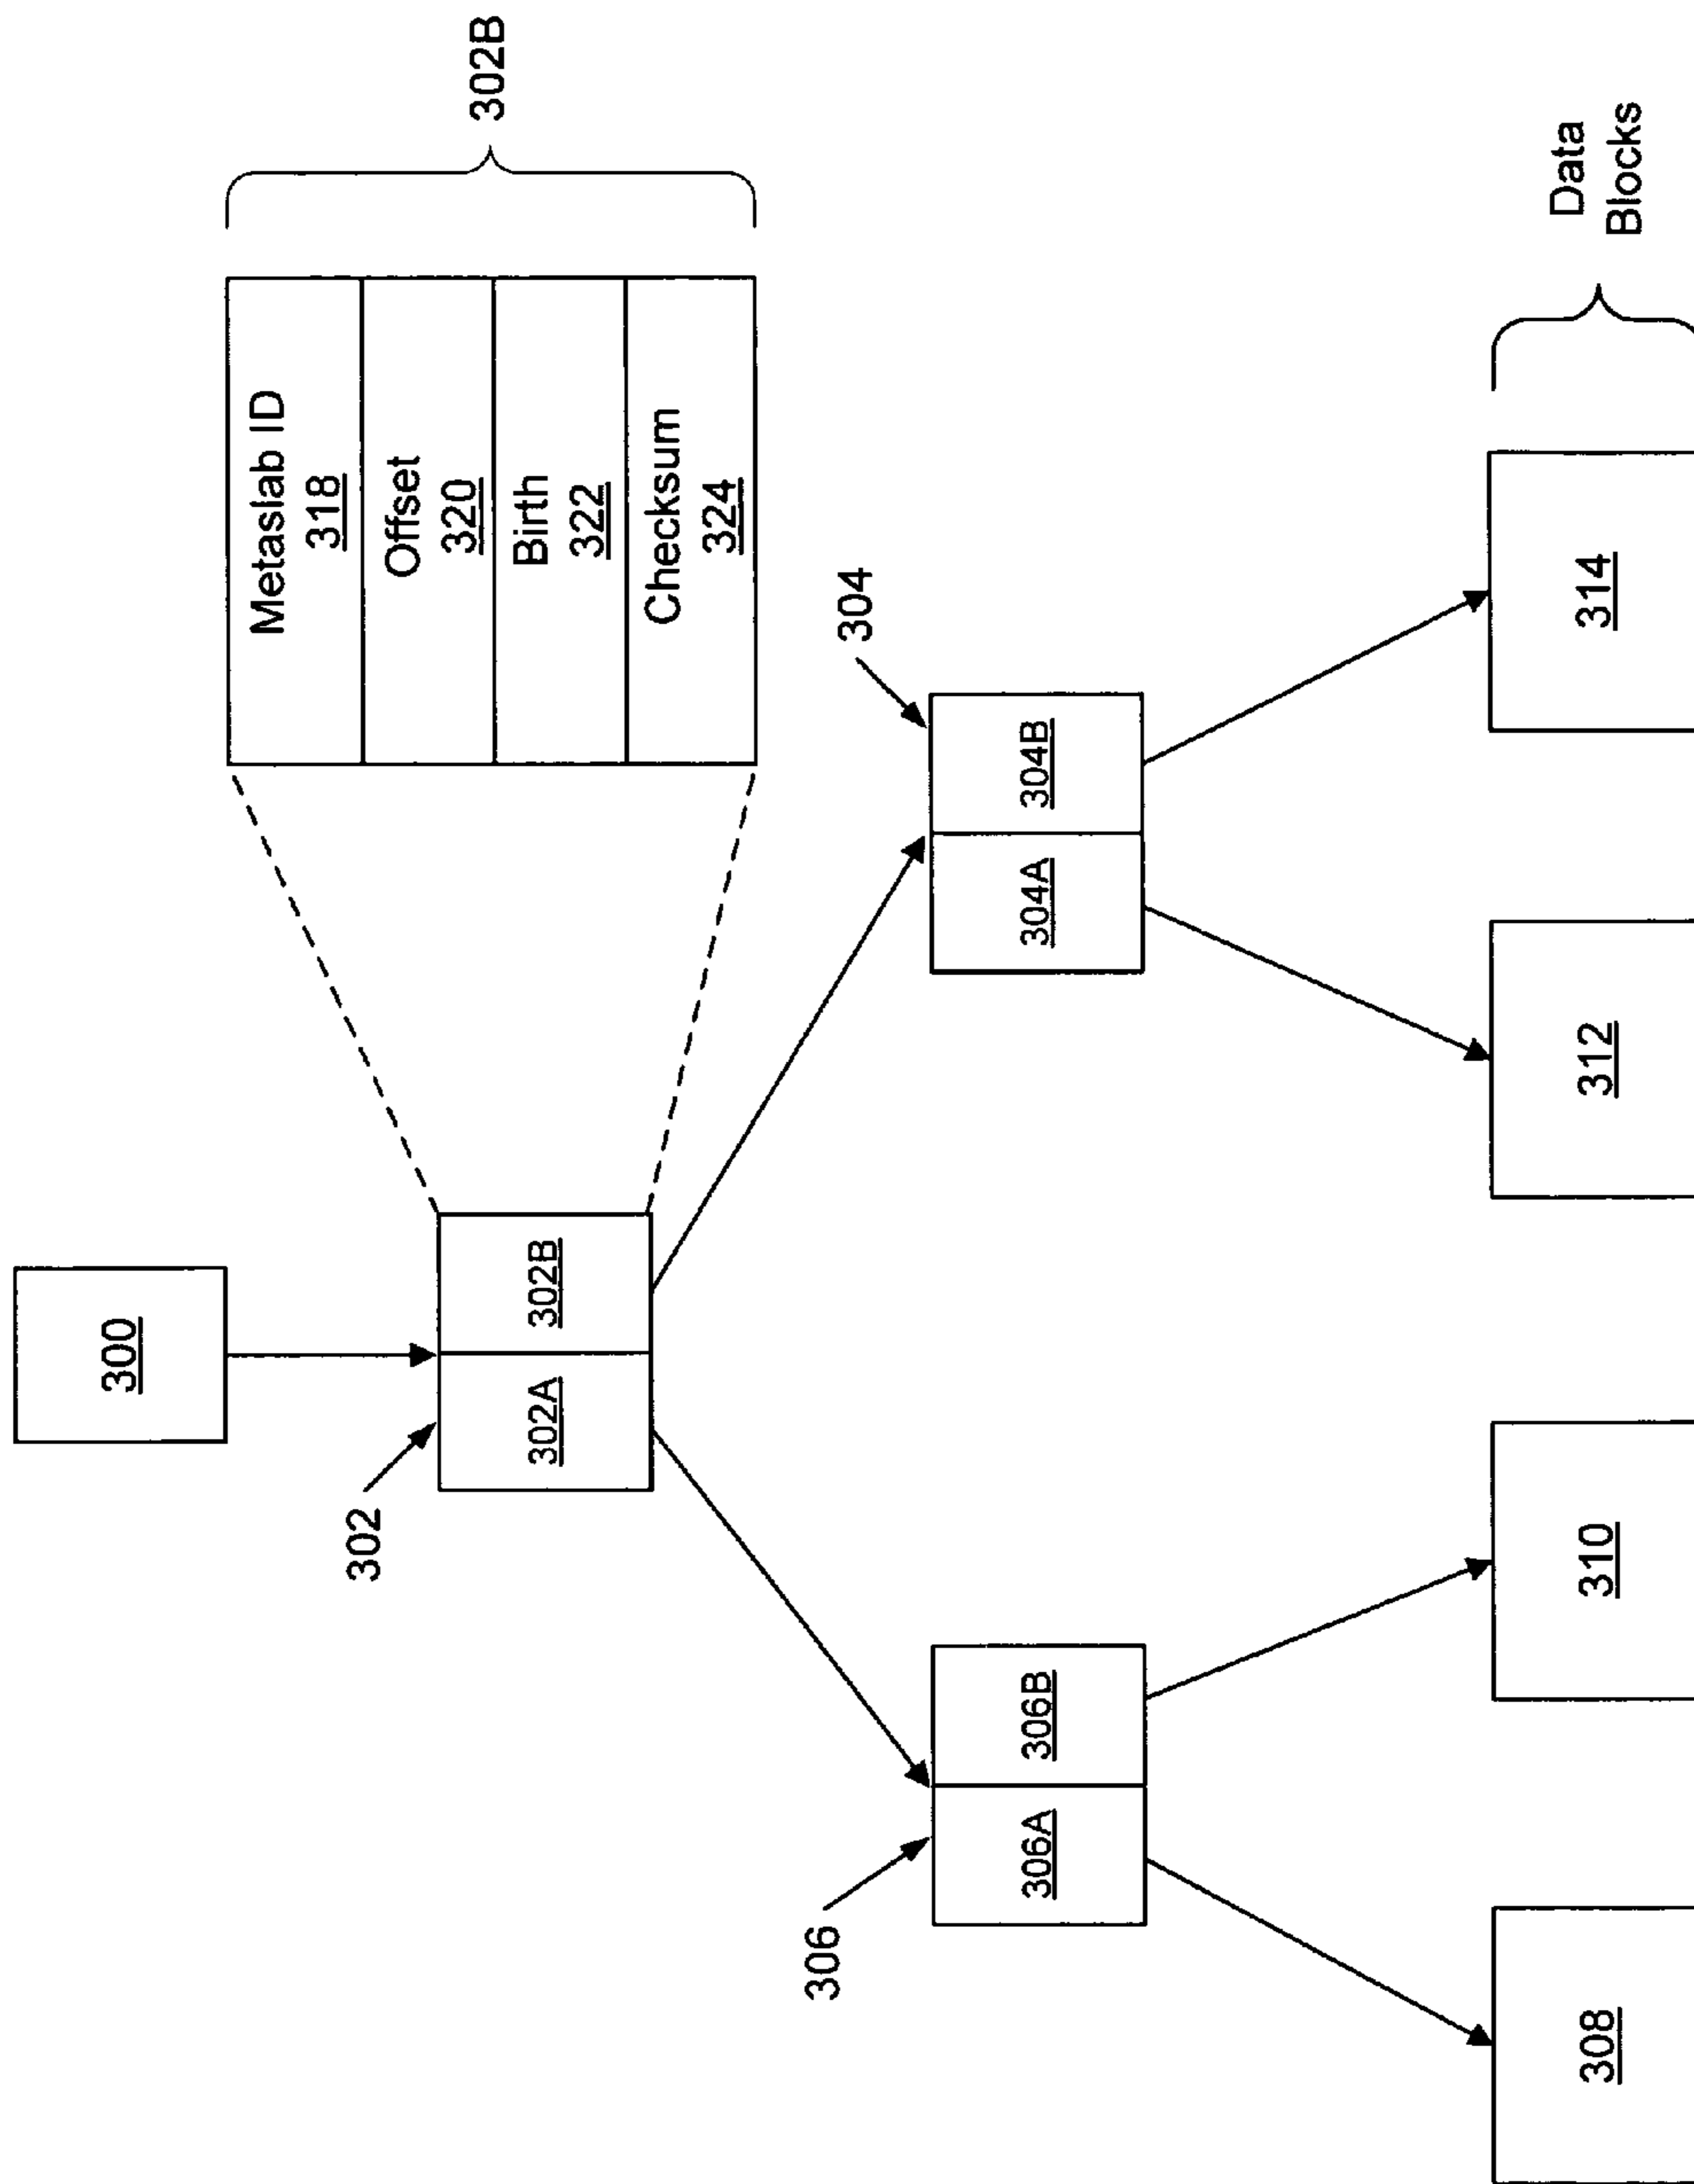 300
302
302A
302B
Metaslab ID
318
Offset
320
Birth
322
Checksum
324
302B
306
306A
306B
304
304A
304B
308
310
312
314
Data
Blocks